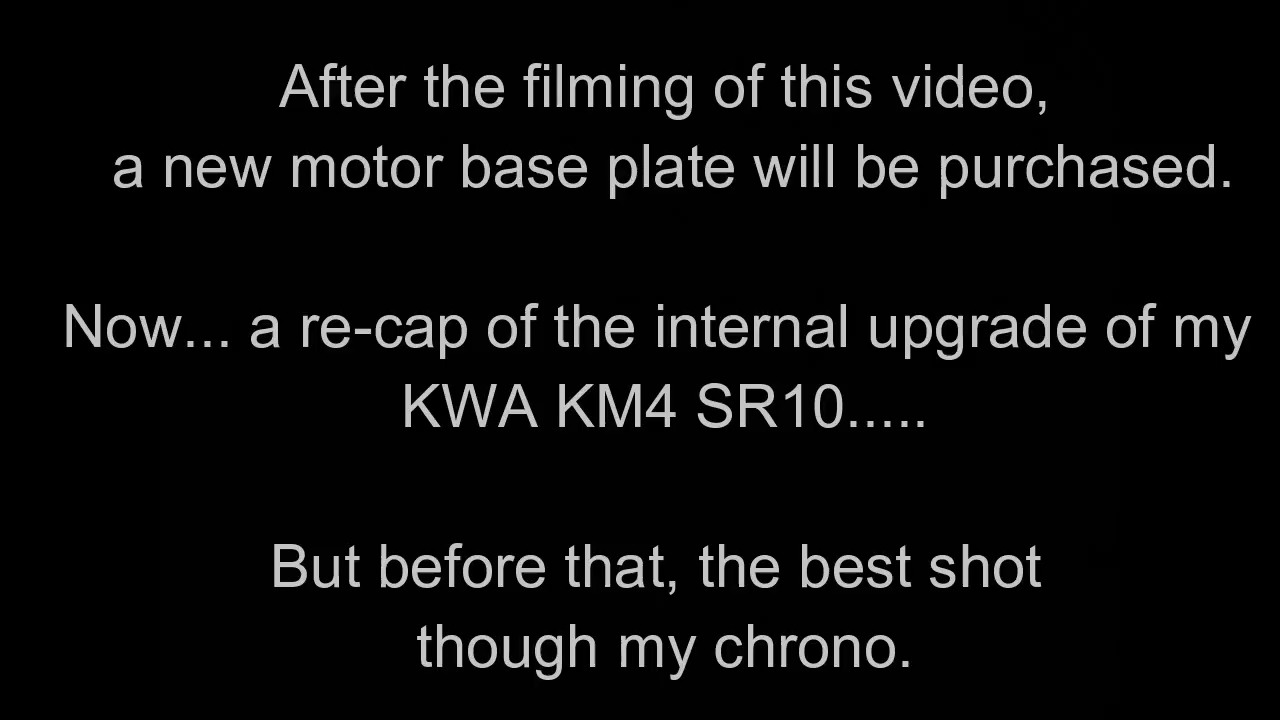 After the filming of this video,
a new motor base plate will be purchased.
Now... a re-cap of the internal upgrade of my
KWA KM4 SR10.....
But before that, the best shot
though my chrono.